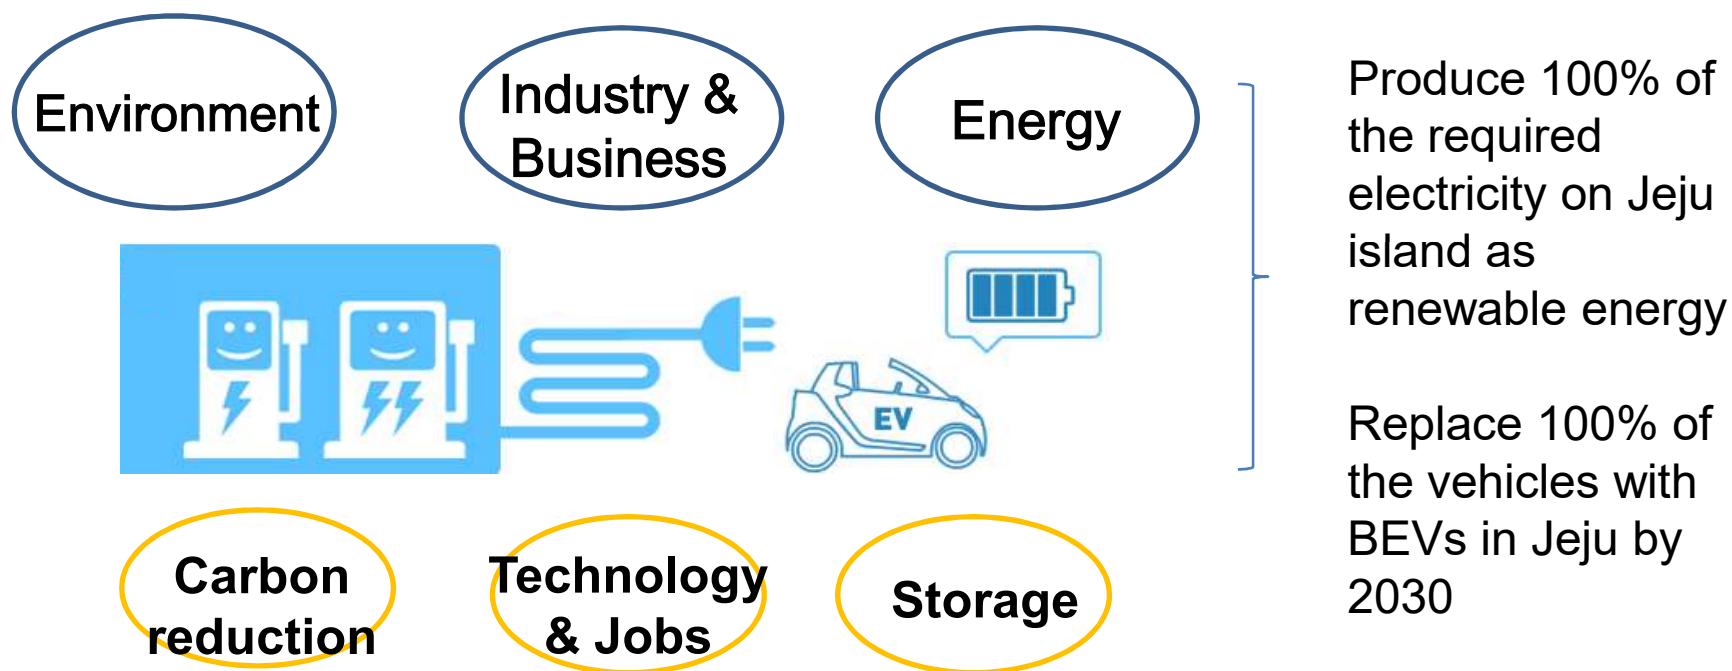 Environment
Industry &
Business
Energy
EV
Carbon
reduction
Technology
& Jobs
Storage
Produce 100% of
the required
electricity on Jeju
island as
renewable energy
Replace 100% of
the vehicles with
BEVs in Jeju by
2030